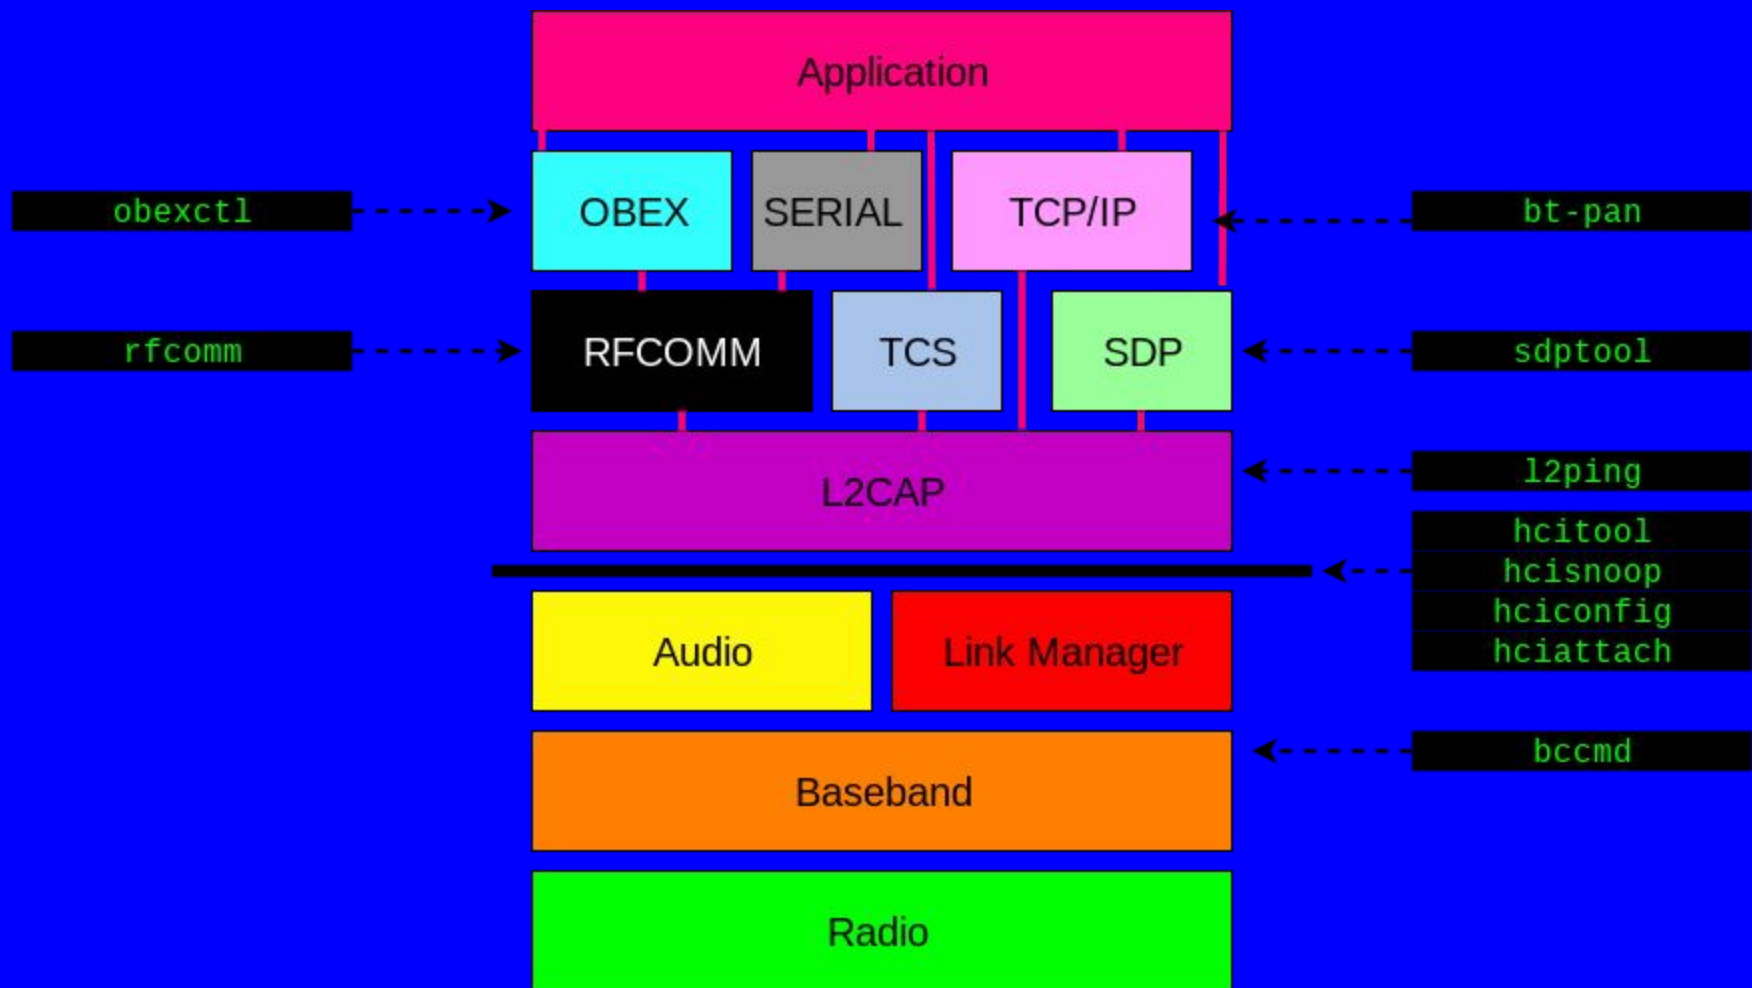 Application
obexctl
OBEX
SERIAL
TCP/IP
bt-pan
rfcomm
RFCOMM
TCS
SDP
sdptool
L2CAP
l2ping
hcitool
hcisnoop
hciconfig
hciattach
Audio
Link Manager
bccmd
Baseband
Radio